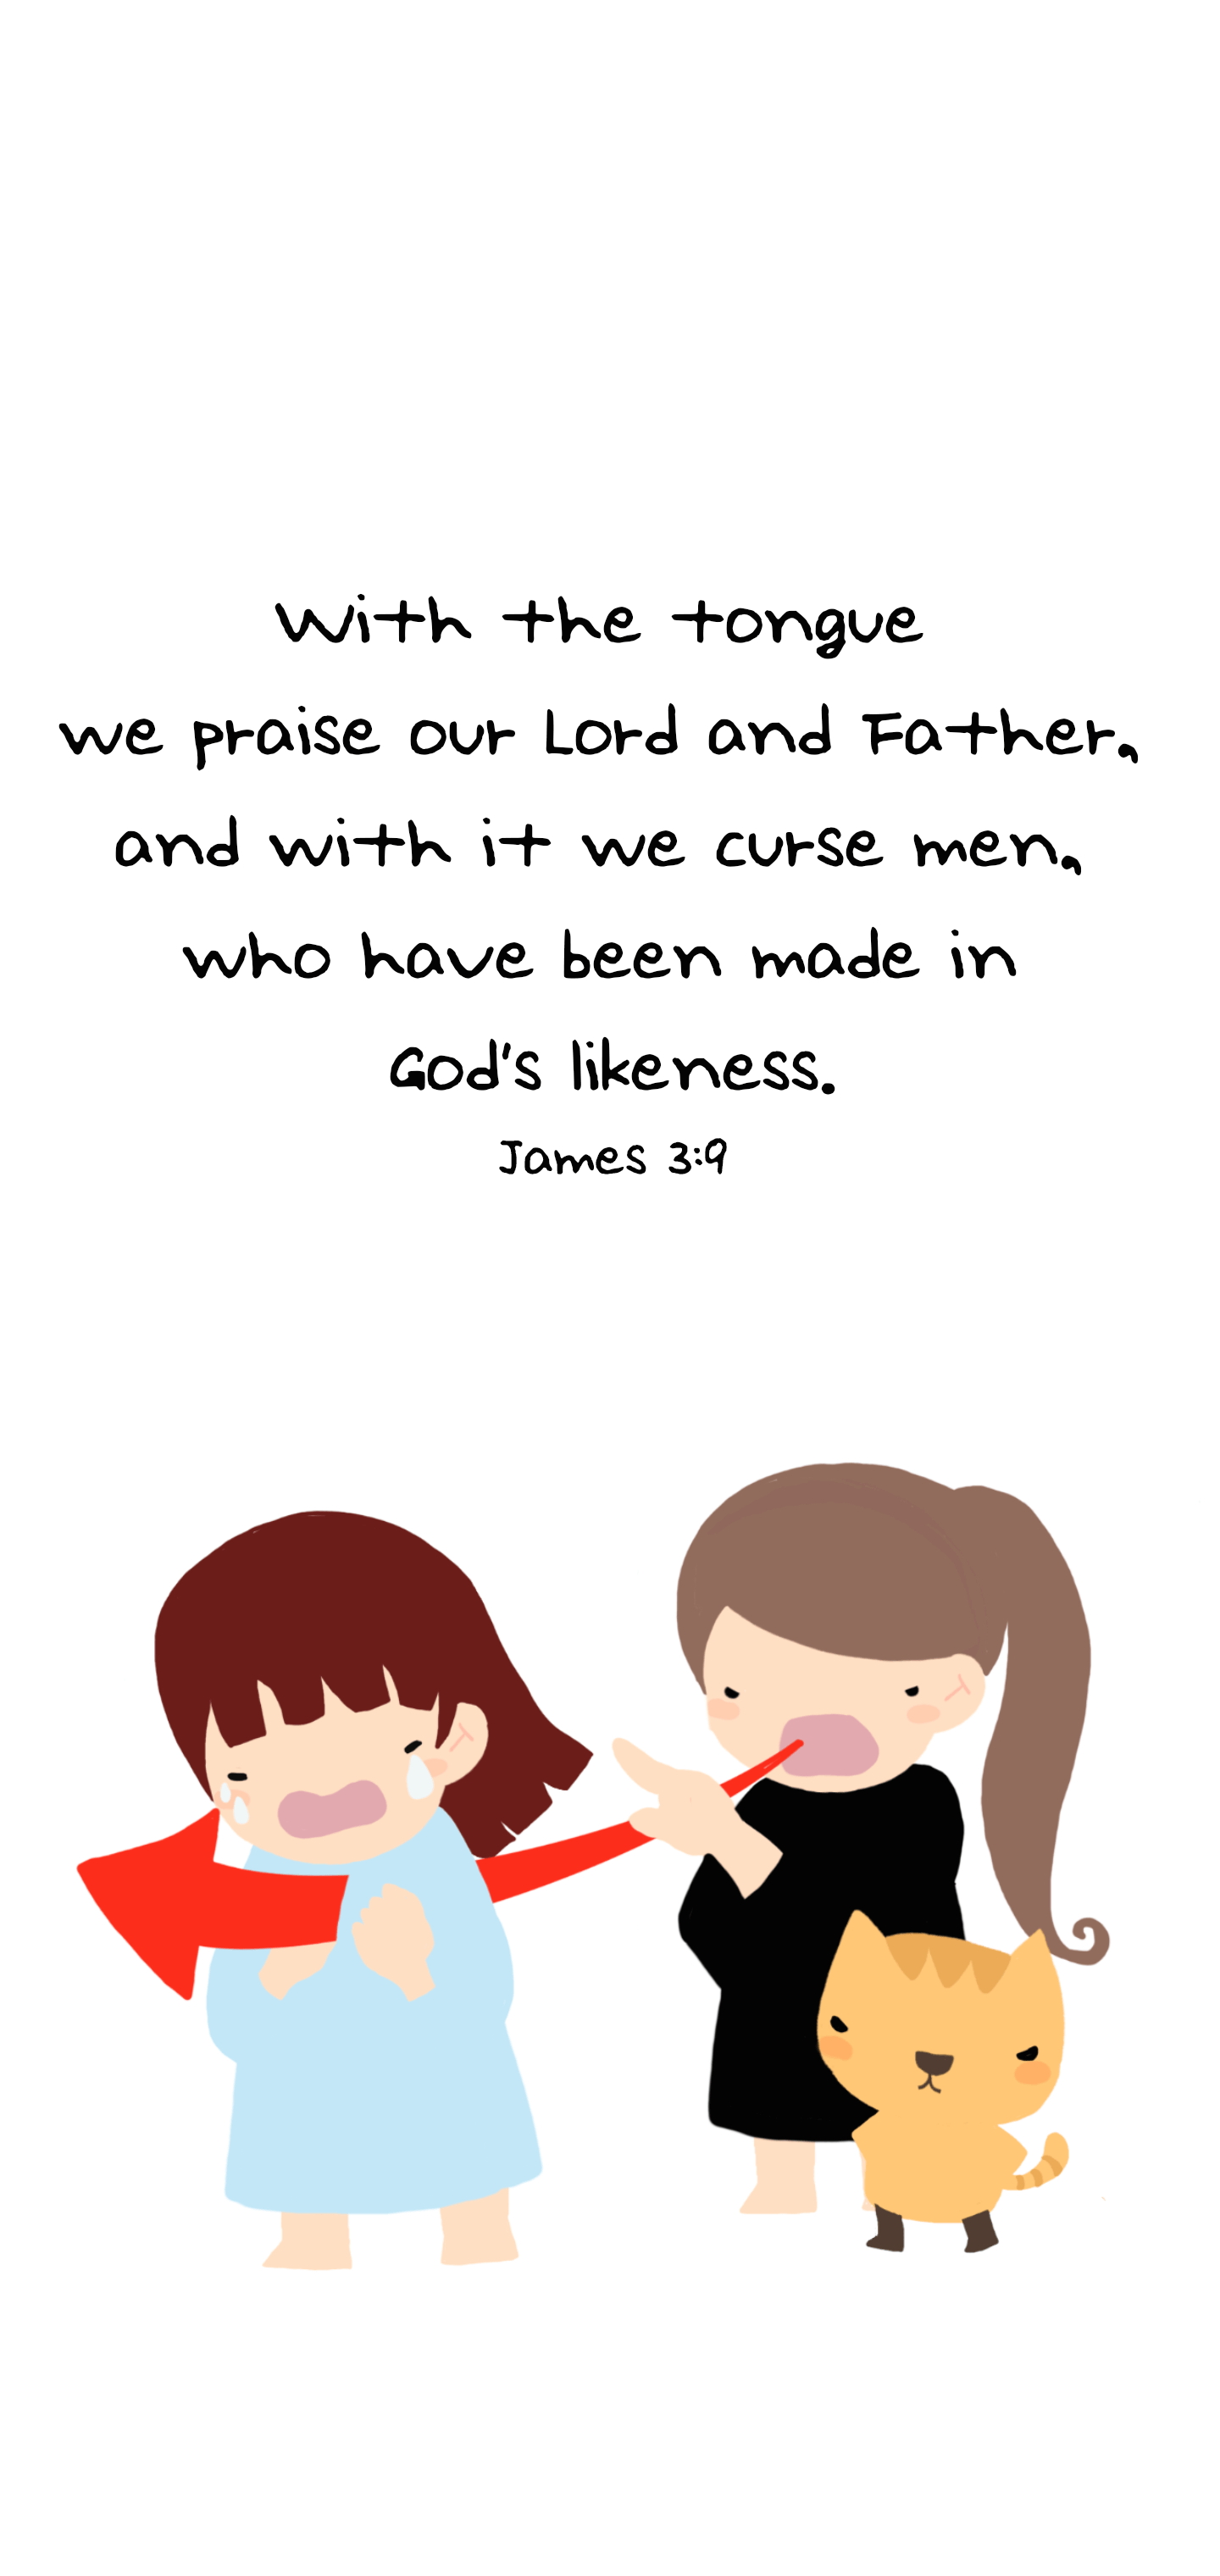 With the tongue
we praise our Lord and Father,
and with it we curse men,
who have been made in
God's likeness.
James 3:9